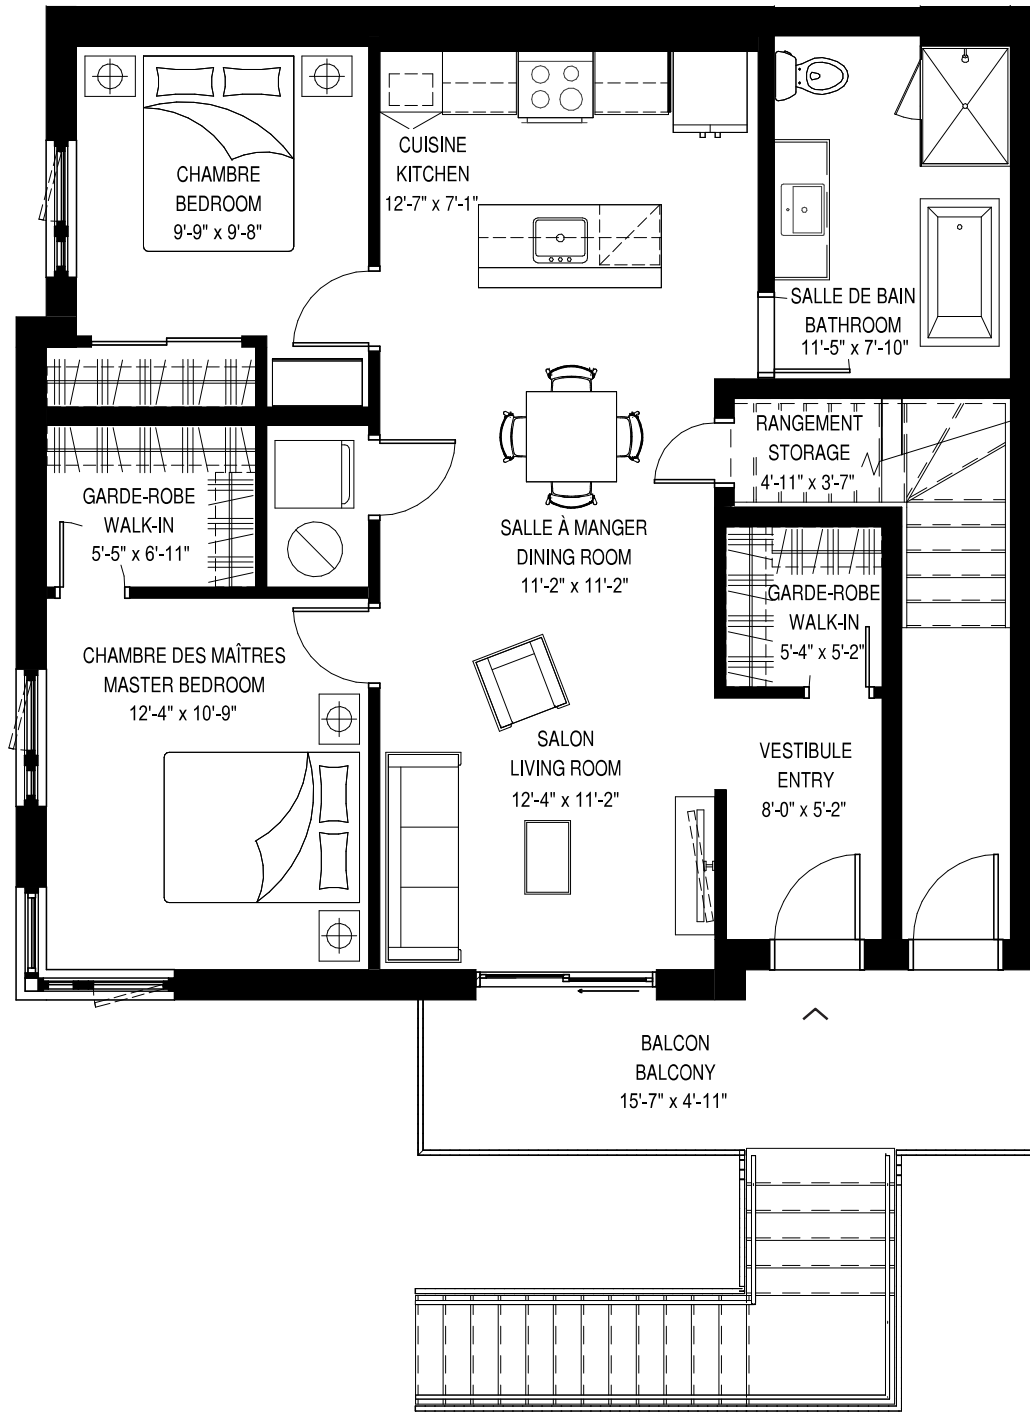 CHAMBRE
BEDROOM
9'-9" x 9'-8"
CUISINE
KITCHEN
12'-7" x 7'-1"
SALLE DE BAIN
BATHROOM
11'-5" x 7'-10"
RANGEMENT
STORAGE
4'-11" x 3'-7"
GARDE-ROBE
WALK-IN
5'-5" x 6'-11"
SALLE À MANGER
DINING ROOM
11'-2" x 11'-2"
GARDE-ROBE
WALK-IN
5'-4" x 5'-2"
CHAMBRE DES MAÎTRES
MASTER BEDROOM
12'-4" x 10'-9"
SALON
LIVING ROOM
12'-4" x 11'-2"
VESTIBULE
ENTRY
8'-0" x 5'-2"
BALCON
BALCONY
15'-7" x 4'-11"